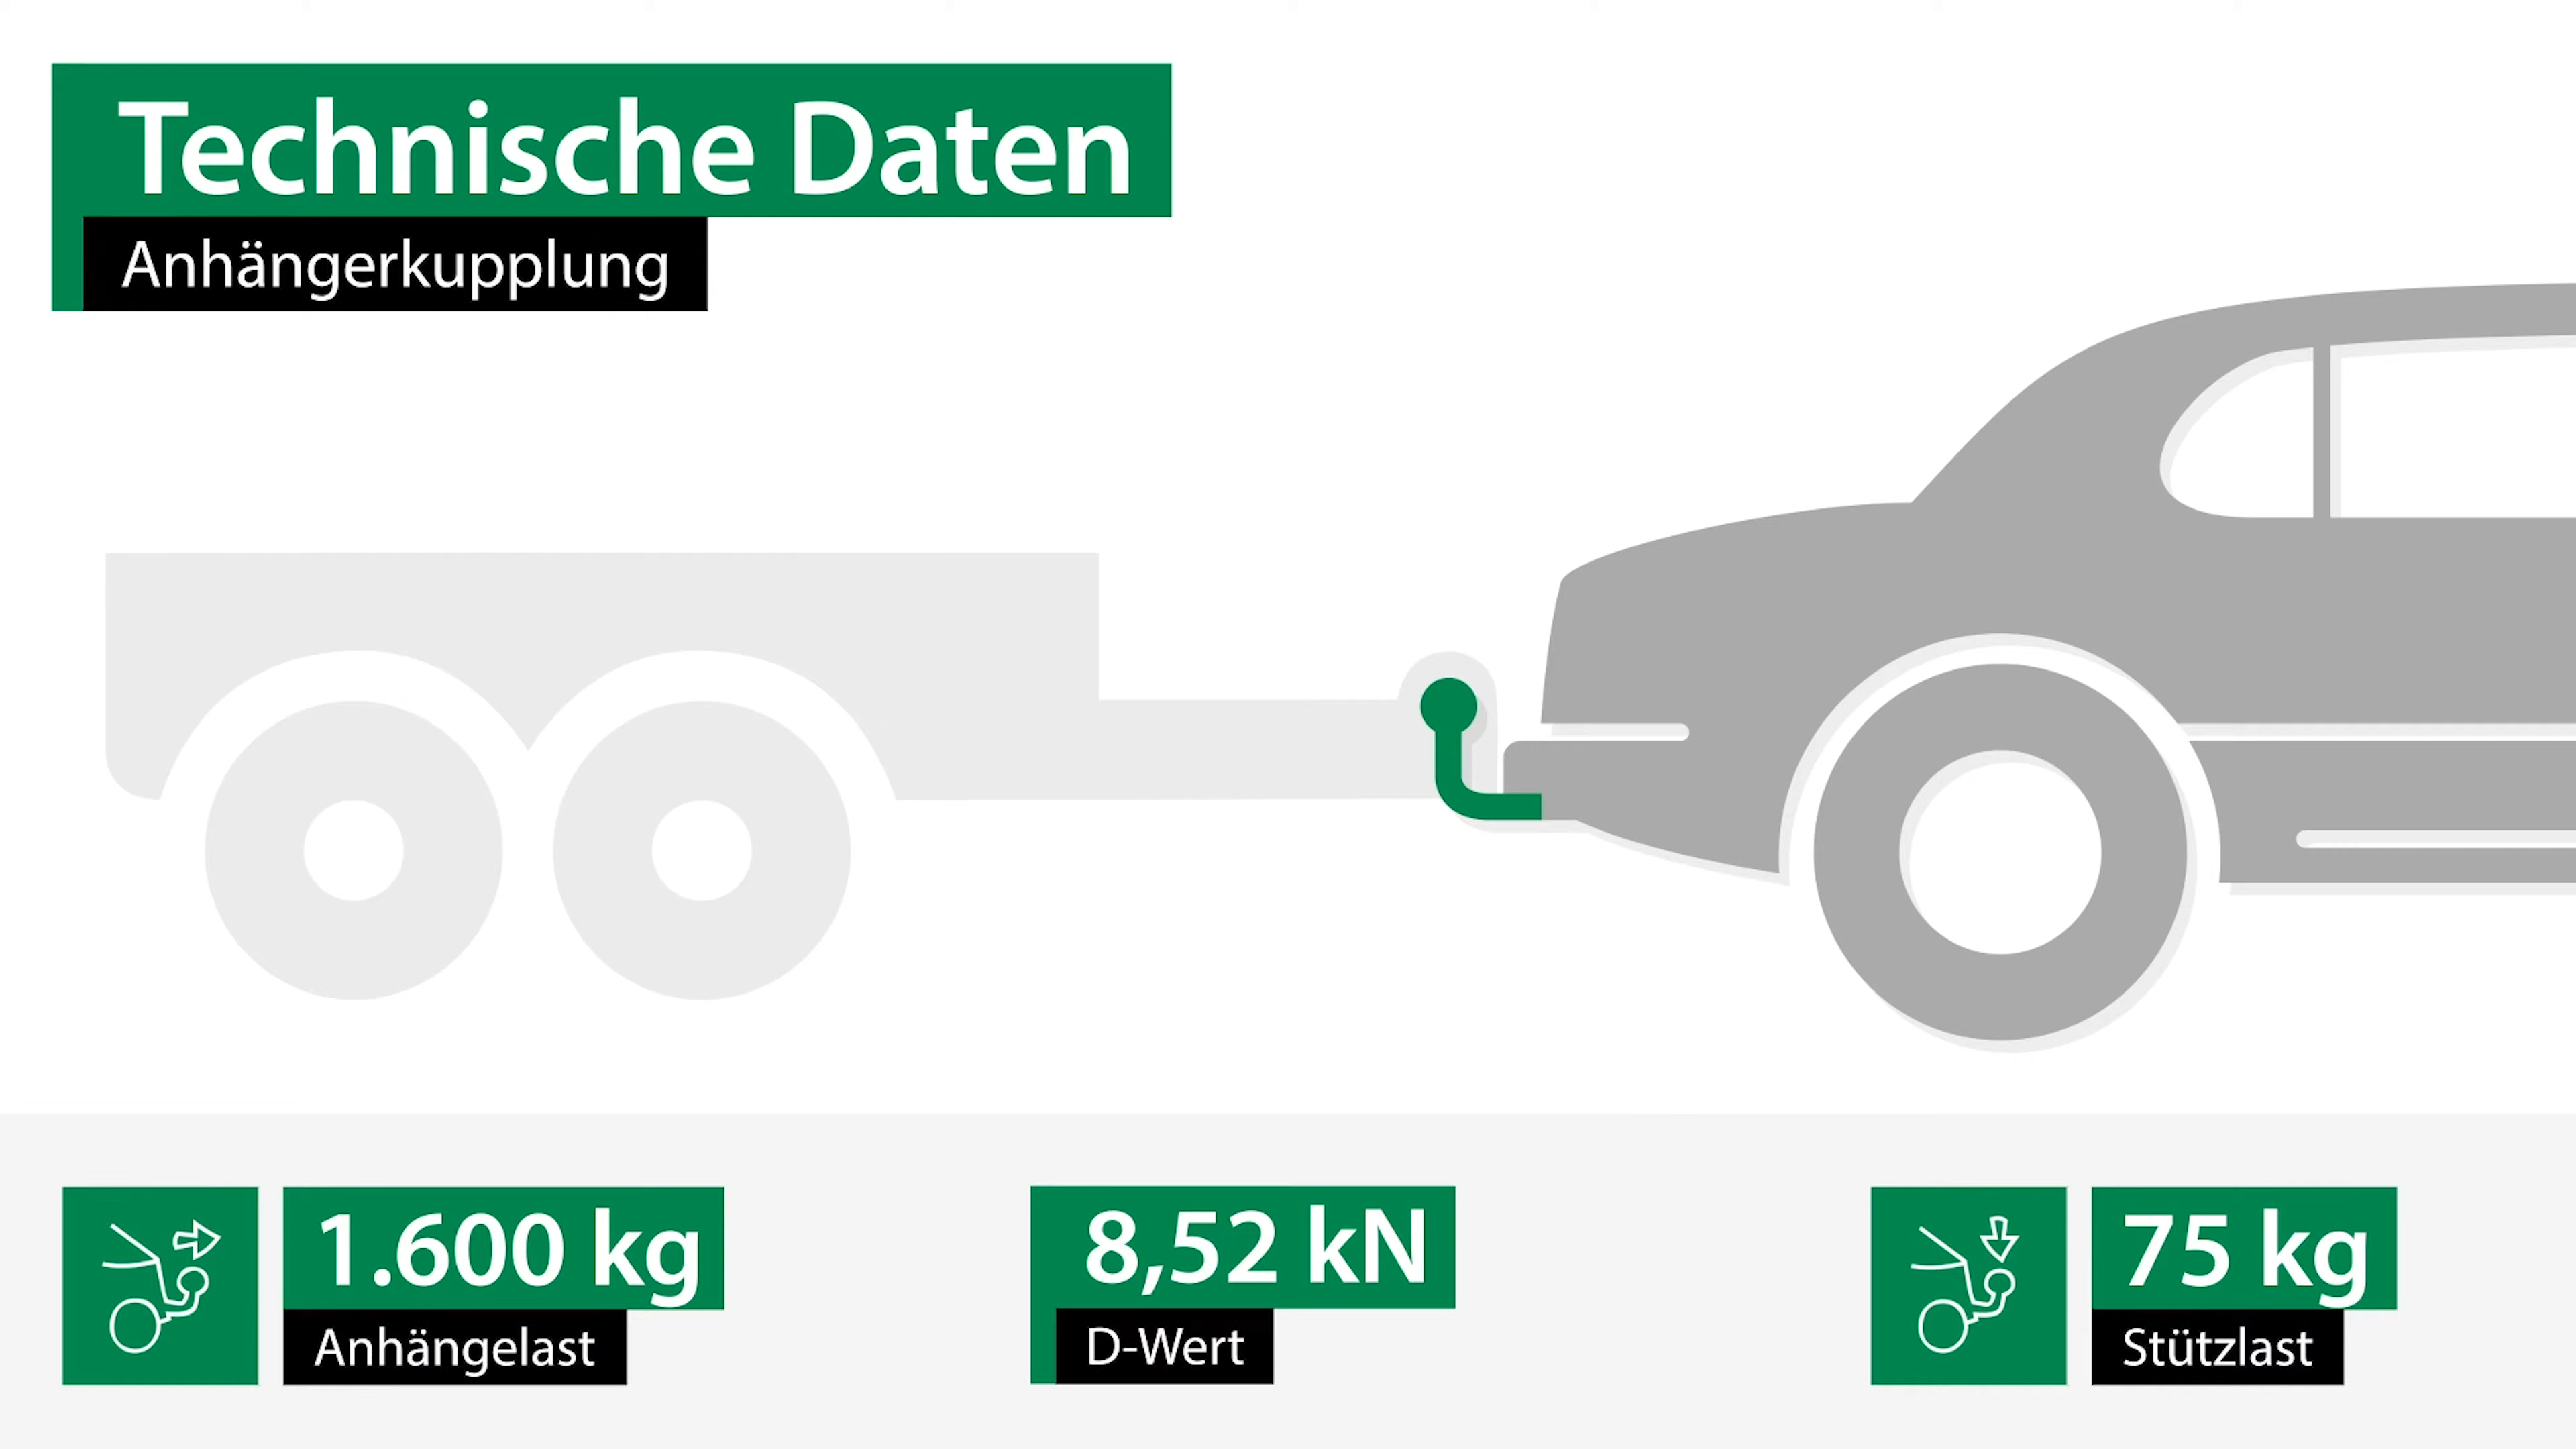 Technische Daten
Anhängerkupplung
1.600 kg
Anhängelast
8,52 kN
D-Wert
75 kg
Stützlast